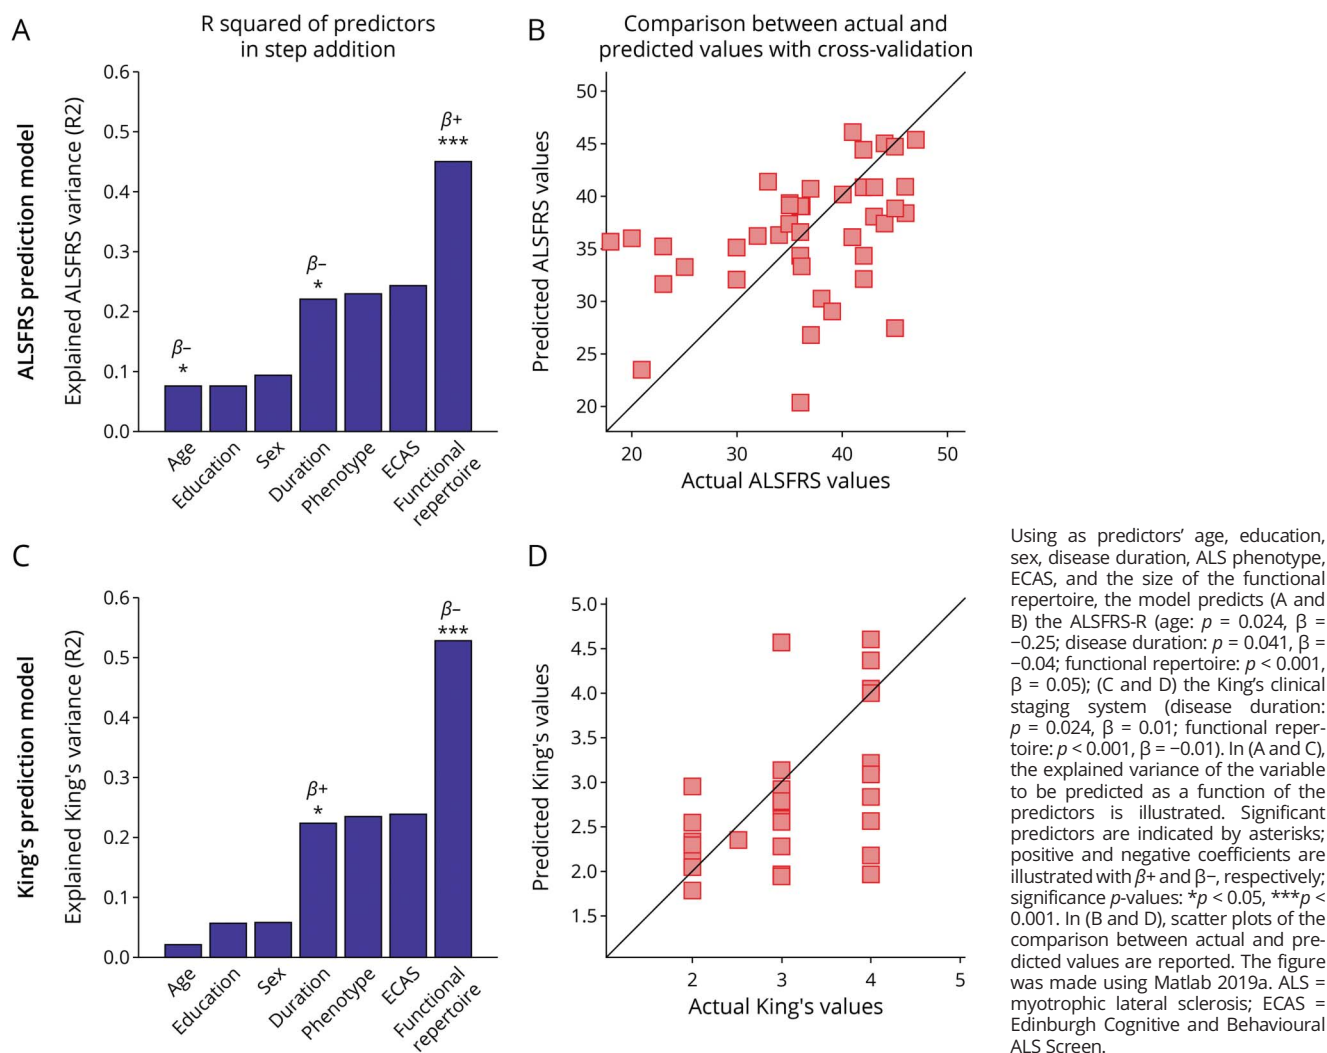 A
R squared of predictors
in step addition
ALSFRS prediction model
Explained ALSFRS variance (R2)
0.6
0.5
0.4
0.3
0.2
0.1
0.0
β−
*
β−
*
β+
***
Age
Education
Sex
Duration
Phenotype
ECAS
Functional
repertoire
B
Comparison between actual and
predicted values with cross-validation
Predicted ALSFRS values
50
45
40
35
30
25
20
20
30
40
50
Actual ALSFRS values
C
King's prediction model
Explained King's variance (R2)
0.6
0.5
0.4
0.3
0.2
0.1
0.0
β+
*
β−
***
Age
Education
Sex
Duration
Phenotype
ECAS
Functional
repertoire
D
Predicted King's values
5.0
4.0
3.5
3.0
2.5
2.0
1.5
2
3
4
5
Actual King's values
Using as predictors’ age, education,
sex, disease duration, ALS phenotype,
ECAS, and the size of the functional
repertoire, the model predicts (A and
B) the ALSFRS-R (age: p = 0.024, β =
−0.25; disease duration: p = 0.041, β =
−0.04; functional repertoire: p < 0.001,
β = 0.05); (C and D) the King’s clinical
staging system (disease duration:
p = 0.024, β = 0.01; functional reper-
toire: p < 0.001, β = −0.01). In (A and C),
the explained variance of the variable
to be predicted as a function of the
predictors is illustrated. Significant
predictors are indicated by asterisks;
positive and negative coefficients are
illustrated with β+ and β−, respectively;
significance p-values: *p < 0.05, ***p <
0.001. In (B and D), scatter plots of the
comparison between actual and pre-
dicted values are reported. The figure
was made using Matlab 2019a. ALS =
myotrophic lateral sclerosis; ECAS =
Edinburgh Cognitive and Behavioural
ALS Screen.